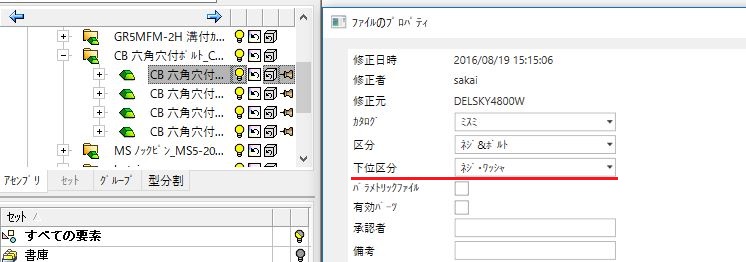 GR5MFM-2H 溝付ｶ...
CB 六角穴付ﾎﾞﾙﾄ_C...
CB 六角穴付...
CB 六角穴付...
CB 六角穴付...
CB 六角穴付...
MS ﾉｯｸﾋﾟﾝ_MS5-20...
ｱｾﾝﾌﾞﾘ ｾｯﾄ ｸﾞﾙｰﾌﾟ 型分割
ｾｯﾄ
すべての要素
書庫
ﾌｧｲﾙのﾌﾟﾛﾊﾟﾃｨ
修正日時 2016/08/19 15:15:06
修正者 sakai
修正元 DELSKY4800W
ｶﾀﾛｸﾞ ﾐｽﾐ
区分 ﾈｼﾞ&ﾎﾞﾙﾄ
下位区分 ﾈｼﾞ・ﾜｯｼｬ
ﾊﾟﾗﾒﾄﾘｯｸﾌｧｲﾙ
有効ﾊﾟｰﾂ
承認者
備考